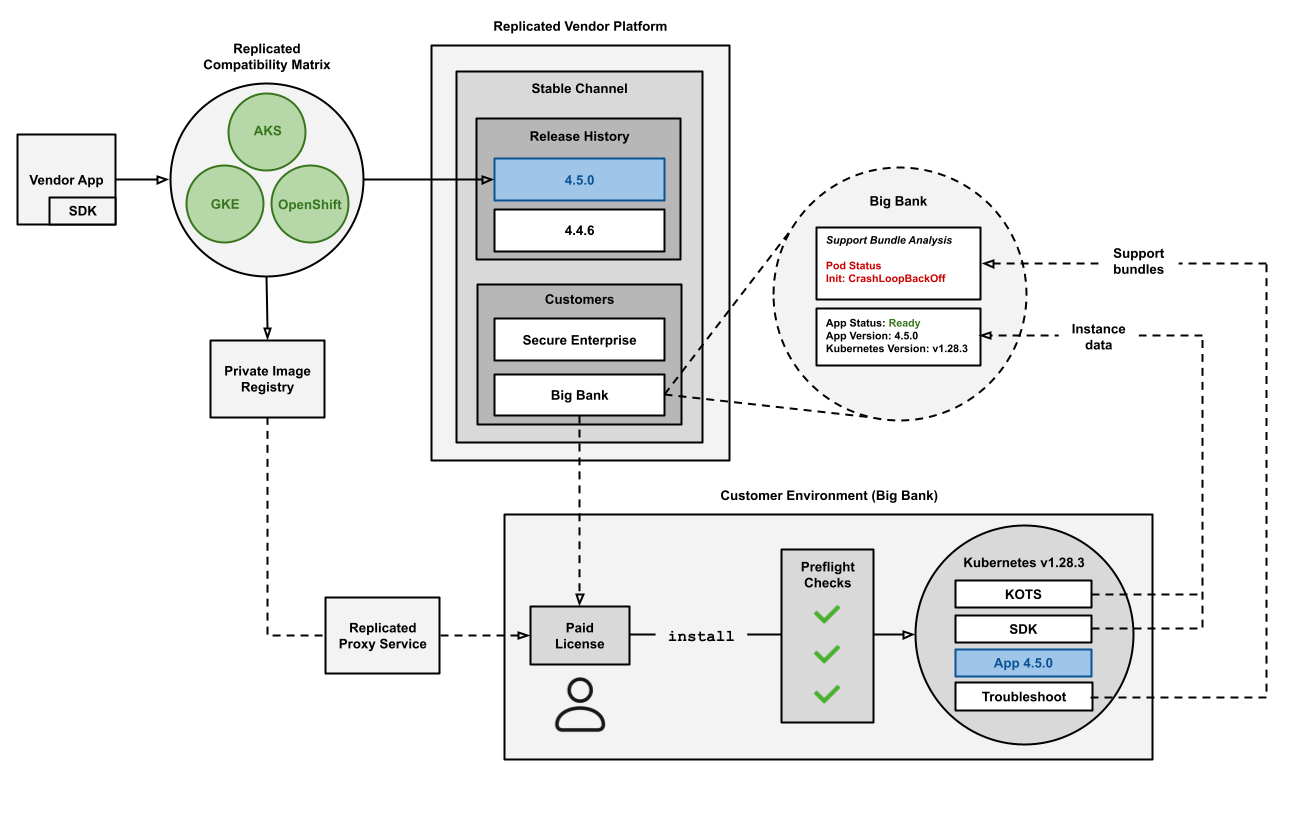 Replicated Vendor Platform
Replicated
Compatibility Matrix
AKS
GKE
OpenShift
Vendor App
SDK
Stable Channel
Release History
4.5.0
4.4.6
Customers
Secure Enterprise
Big Bank
Private Image
Registry
Big Bank
Support Bundle Analysis
Pod Status
Init: CrashLoopBackOff
App Status: Ready
App Version: 4.5.0
Kubernetes Version: v1.28.3
Support
bundles
Instance
data
Customer Environment (Big Bank)
Replicated
Proxy Service
Paid
License
install
Preflight
Checks
Kubernetes v1.28.3
KOTS
SDK
App 4.5.0
Troubleshoot